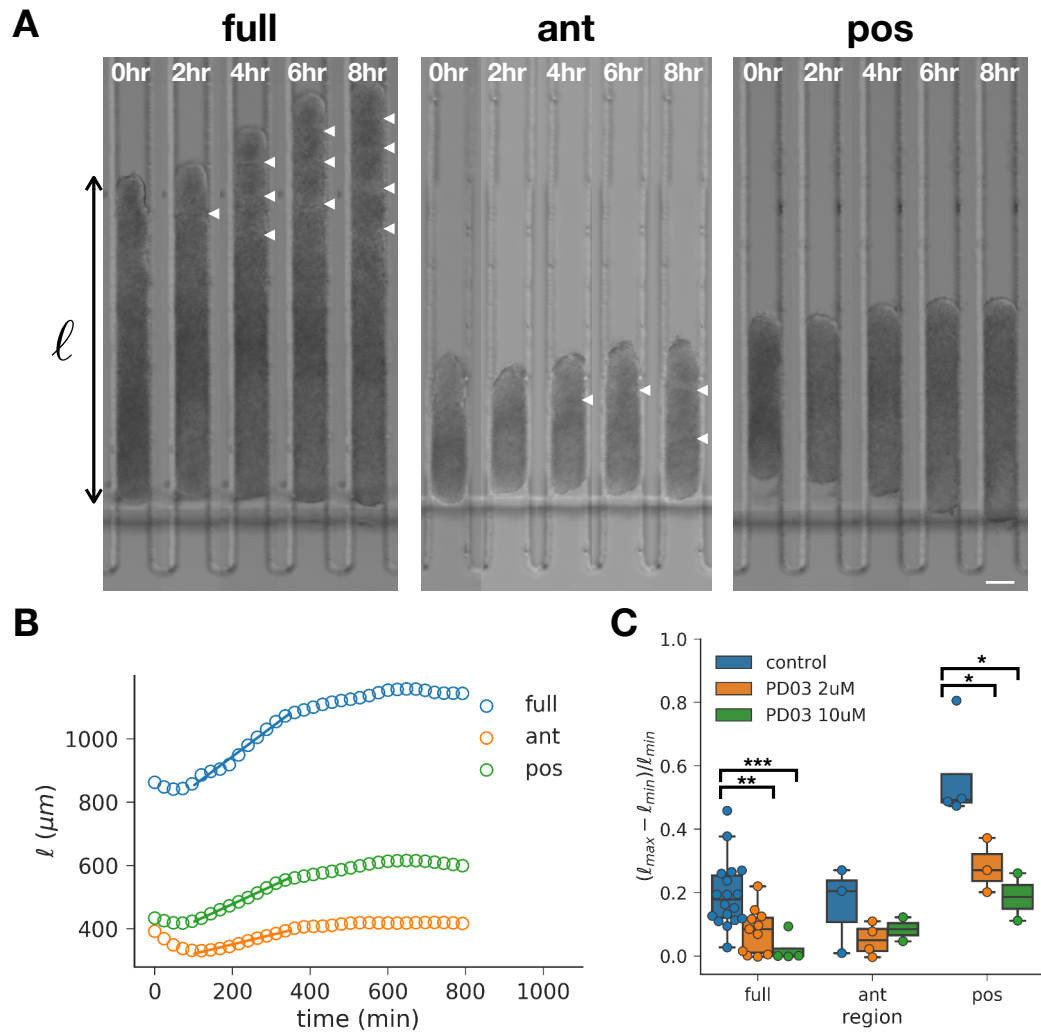 A
full
ant
pos
0hr 2hr 4hr 6hr 8hr
0hr 2hr 4hr 6hr 8hr
0hr 2hr 4hr 6hr 8hr
ℓ
B
ℓ (μm)
1000
800
600
400
0 200 400 600 800 1000
time (min)
full
ant
pos
C
(ℓmax − ℓmin)/ℓmin
1.0
0.8
0.6
0.4
0.2
0.0
control
PD03 2uM
PD03 10uM
***
**
*
*
full ant pos
region